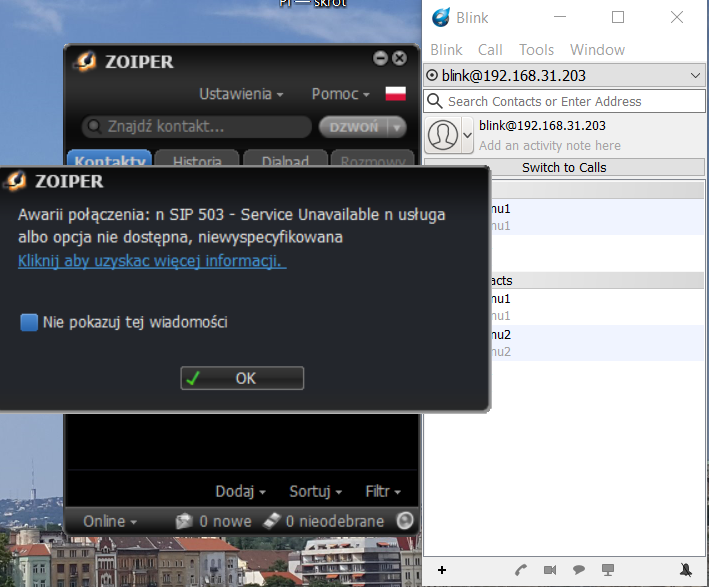 Pi — skrót
ZOIPER
Ustawienia
Pomoc
Znajdź kontakt...
DZWOŃ
Kontakty
Historia
Dialpad
Rozmowy
ZOIPER
Awarii połączenia: n SIP 503 - Service Unavailable n usługa
albo opcja nie dostępna, niewyspecyfikowana
Kliknij aby uzyskac więcej informacji.
Nie pokazuj tej wiadomości
OK
Dodaj
Sortuj
Filtr
Online
0 nowe
0 nieodebrane
Blink
Blink Call Tools Window
blink@192.168.31.203
Search Contacts or Enter Address
blink@192.168.31.203
Add an activity note here
Switch to Calls
nu1
nu1
acts
nu1
nu1
nu2
nu2